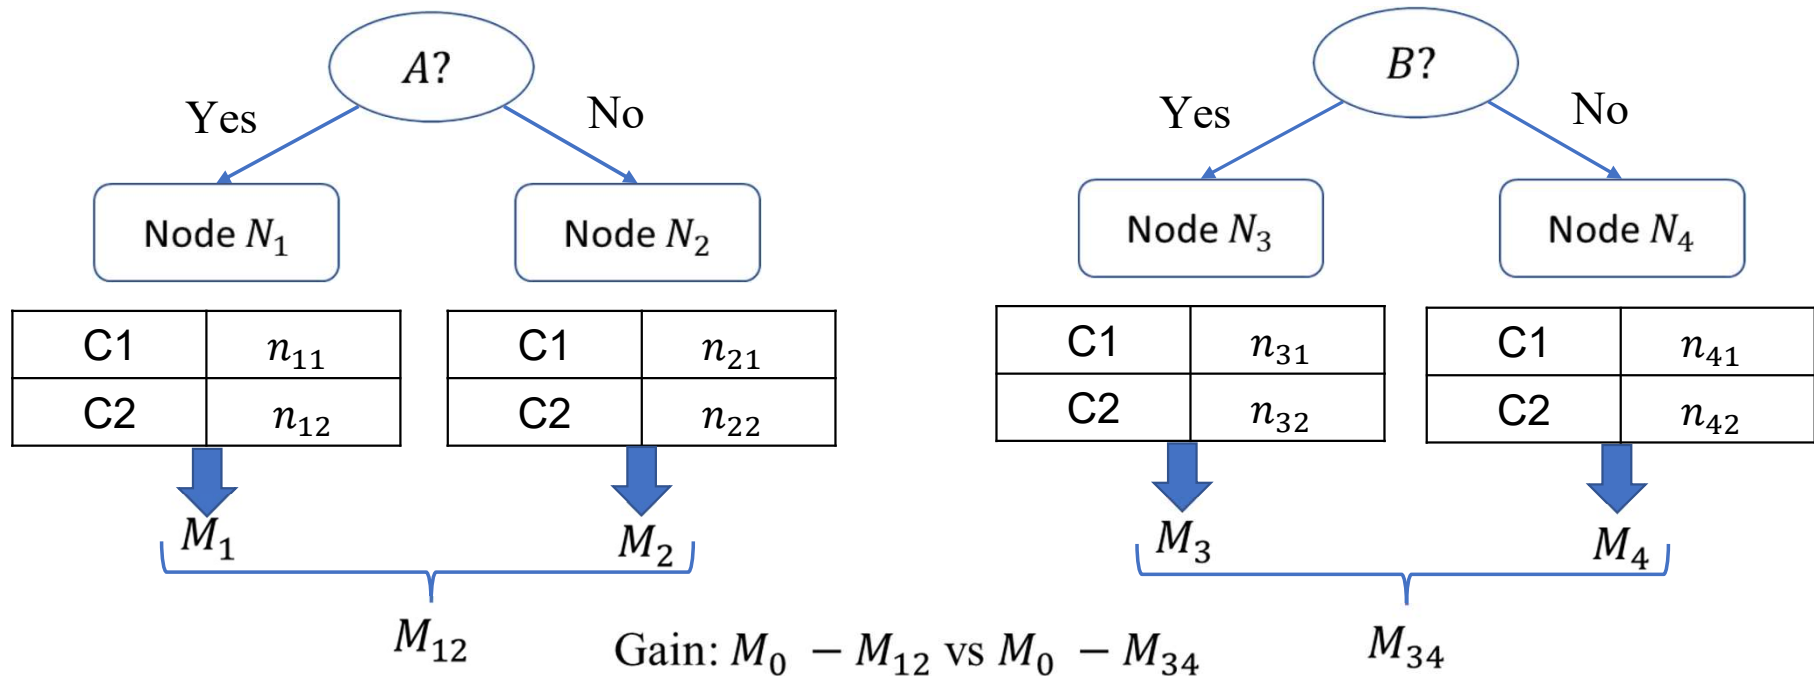 A? B?
Yes No Yes No
Node N₁ Node N₂ Node N₃ Node N₄
C1 n₁₁ C1 n₂₁ C1 n₃₁ C1 n₄₁
C2 n₁₂ C2 n₂₂ C2 n₃₂ C2 n₄₂
M₁ M₂ M₃ M₄
M₁₂ Gain: M₀ − M₁₂ vs M₀ − M₃₄ M₃₄